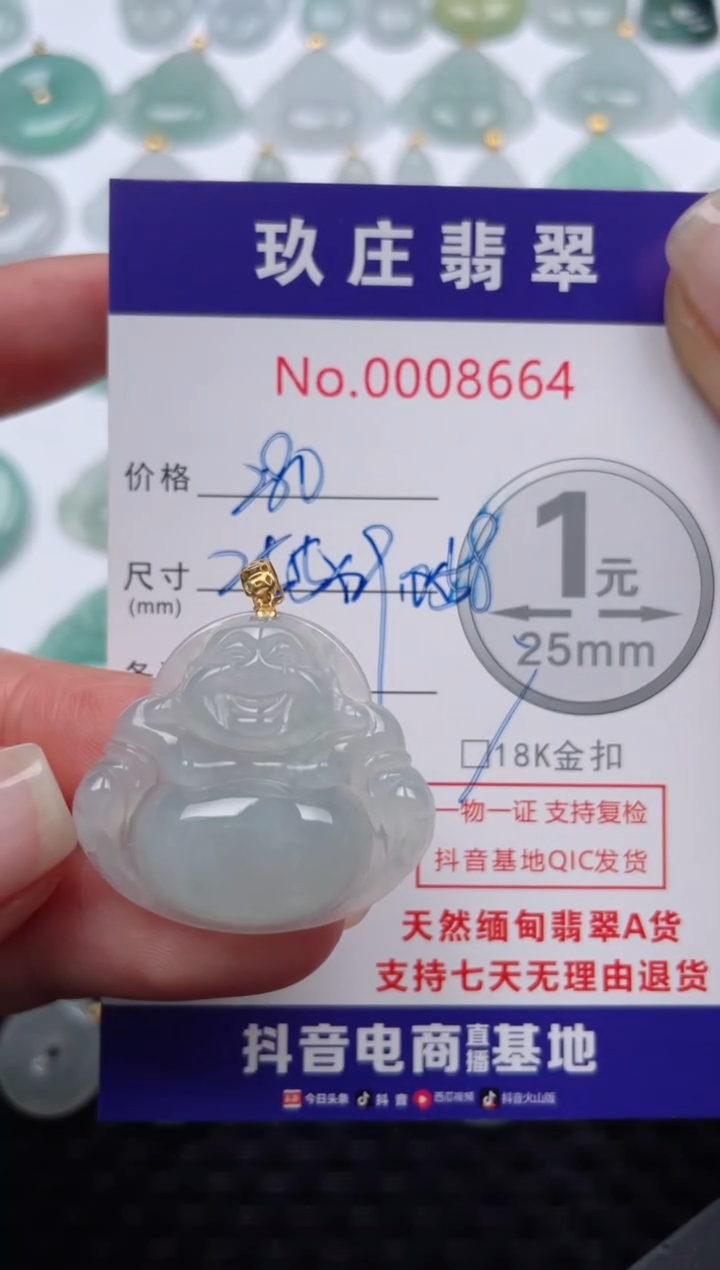 玖庄翡翠
No.0008664
价格 280
尺寸
(mm)
1元
25mm
□18K金扣
一物一证 支持复检
抖音基地QIC发货
天然缅甸翡翠A货
支持七天无理由退货
抖音电商直播基地
今日头条 抖音 西瓜视频 抖音火山版